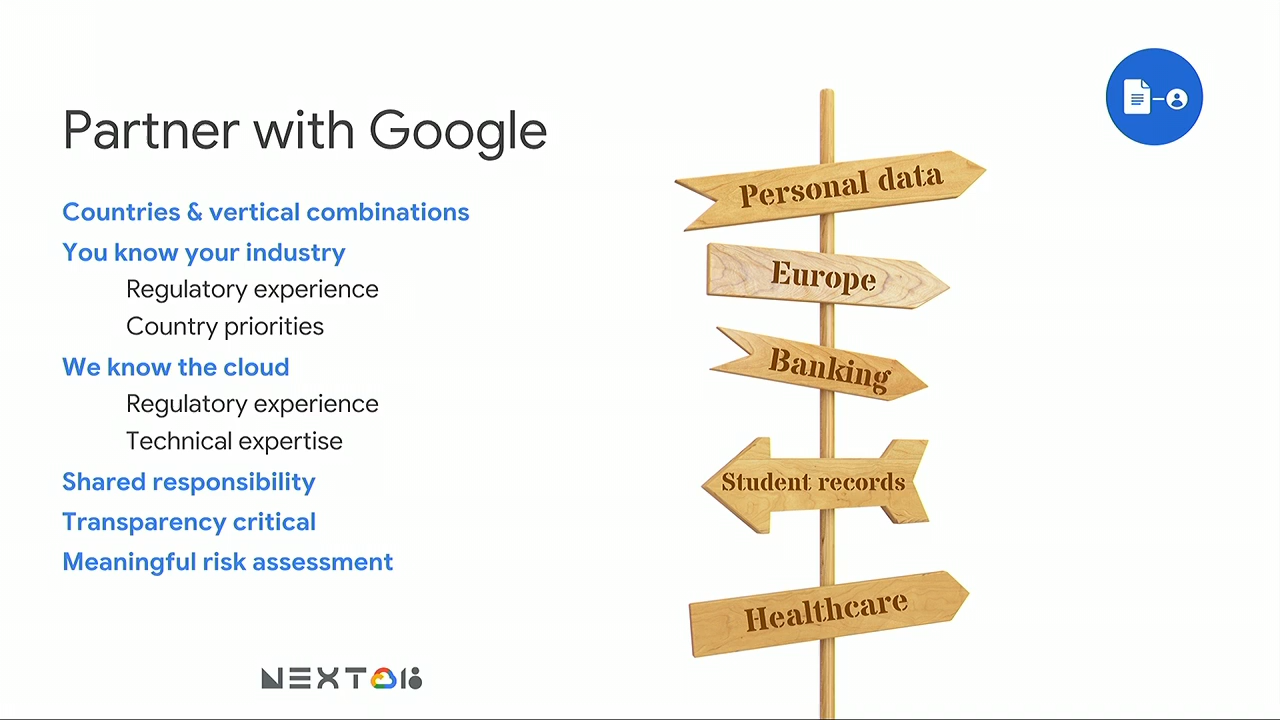 Partner with Google
Countries & vertical combinations
You know your industry
Regulatory experience
Country priorities
We know the cloud
Regulatory experience
Technical expertise
Shared responsibility
Transparency critical
Meaningful risk assessment
Personal data
Europe
Banking
Student records
Healthcare
NEXT 18